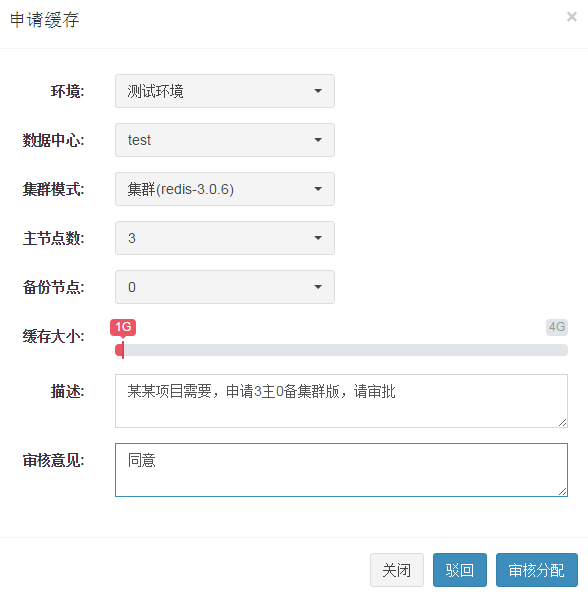 申请缓存 ×
环境: 测试环境
数据中心: test
集群模式: 集群(redis-3.0.6)
主节点数: 3
备份节点: 0
缓存大小: 1G 4G
描述: 某某项目需要，申请3主0备集群版，请审批
审核意见: 同意
关闭 驳回 审核分配